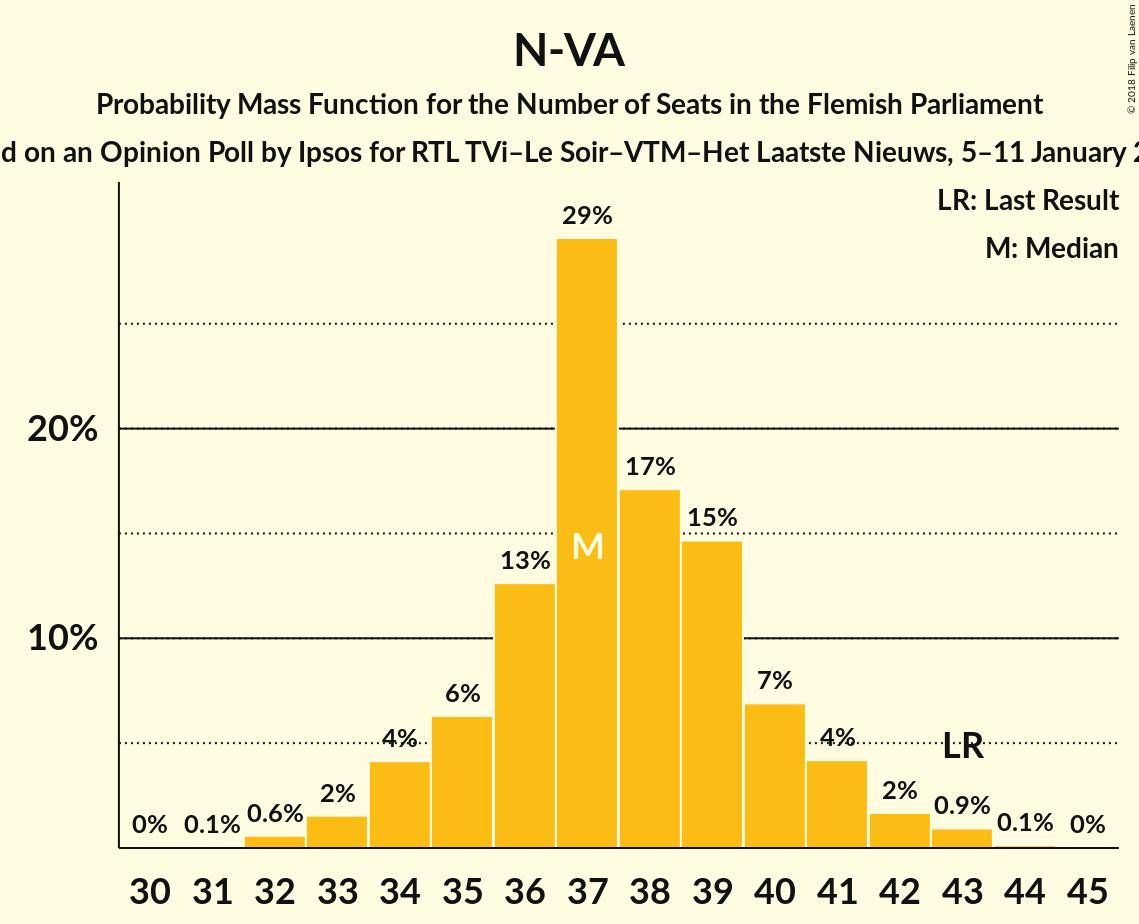 N-VA
Probability Mass Function for the Number of Seats in the Flemish Parliament
d on an Opinion Poll by Ipsos for RTL TVi–Le Soir–VTM–Het Laatste Nieuws, 5–11 January 2
© 2018 Filip van Laenen
LR: Last Result
M: Median
29%
20%
17%
15%
13%
M
10%
7%
6%
4%
4%
LR
2%
2%
0.9%
0.6%
0% 0.1% 0.1% 0%
30 31 32 33 34 35 36 37 38 39 40 41 42 43 44 45